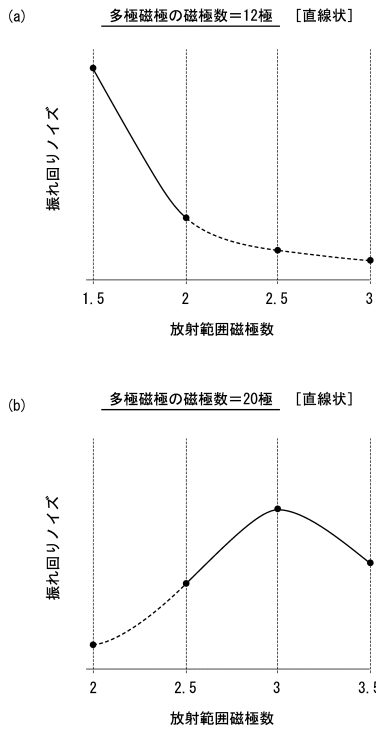 (a)
多極磁極の磁極数＝12極 ［直線状］
振れ回りノイズ
1.5 2 2.5 3
放射範囲磁極数
(b)
多極磁極の磁極数＝20極 ［直線状］
振れ回りノイズ
2 2.5 3 3.5
放射範囲磁極数